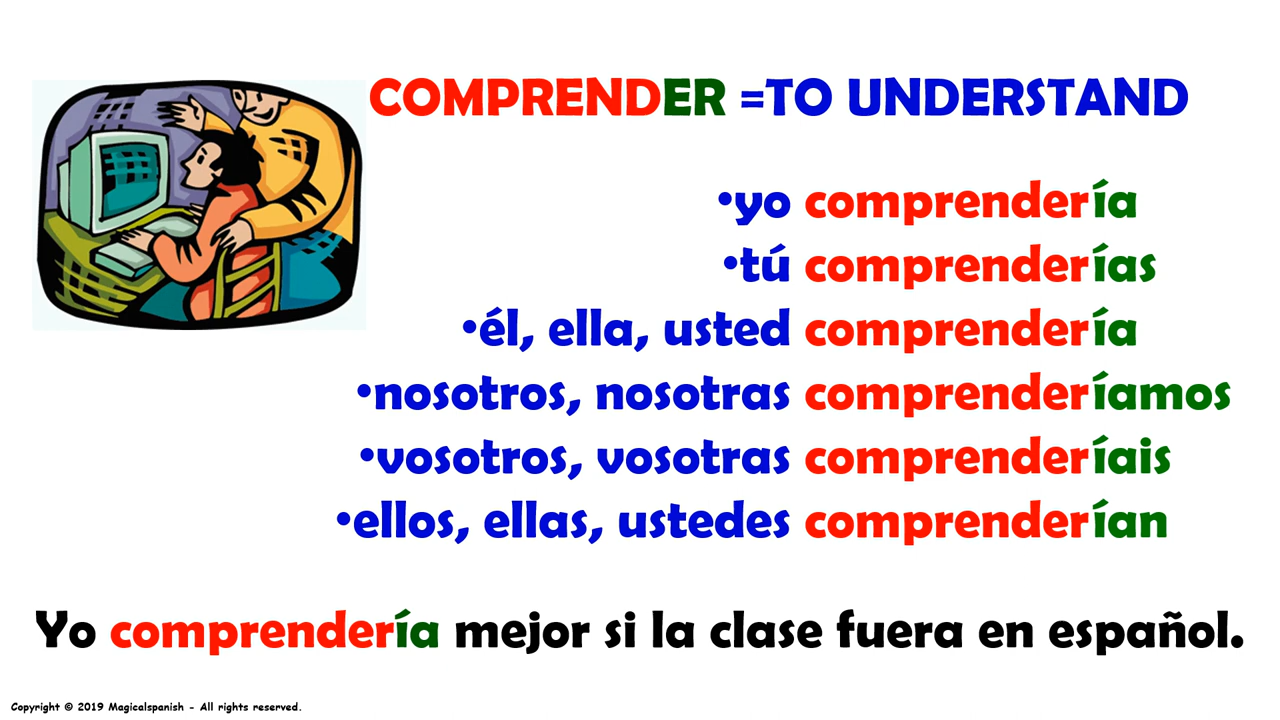 COMPRENDER =TO UNDERSTAND
•yo comprendería
•tú comprenderías
•él, ella, usted comprendería
•nosotros, nosotras comprenderíamos
•vosotros, vosotras comprenderíais
•ellos, ellas, ustedes comprenderían
Yo comprendería mejor si la clase fuera en español.
Copyright © 2019 Magicalspanish - All rights reserved.